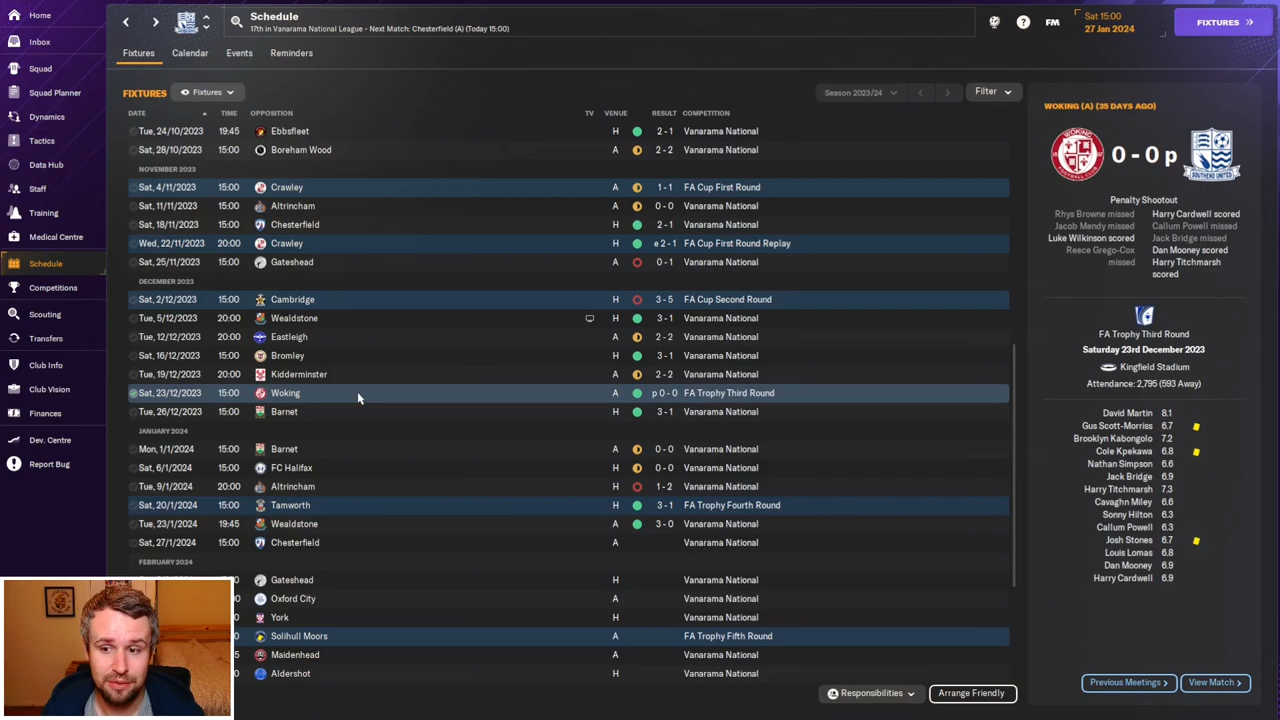 Home
Schedule
17th in Vanarama National League - Next Match: Chesterfield (A) (Today 15:00)
FM
Sat 15:00
27 Jan 2024
FIXTURES
Inbox
Squad
Squad Planner
Dynamics
Tactics
Data Hub
Staff
Training
Medical Centre
Schedule
Competitions
Scouting
Transfers
Club Info
Club Vision
Finances
Dev. Centre
Report Bug
Fixtures Calendar Events Reminders
FIXTURES Fixtures Season 2023/24 Filter
DATE TIME OPPOSITION TV VENUE RESULT COMPETITION
Tue, 24/10/2023 19:45 Ebbsfleet H 2 - 1 Vanarama National
Sat, 28/10/2023 15:00 Boreham Wood A 2 - 2 Vanarama National
NOVEMBER 2023
Sat, 4/11/2023 15:00 Crawley A 1 - 1 FA Cup First Round
Sat, 11/11/2023 15:00 Altrincham A 0 - 0 Vanarama National
Sat, 18/11/2023 15:00 Chesterfield H 2 - 1 Vanarama National
Wed, 22/11/2023 20:00 Crawley H e 2 - 1 FA Cup First Round Replay
Sat, 25/11/2023 15:00 Gateshead A 0 - 1 Vanarama National
DECEMBER 2023
Sat, 2/12/2023 15:00 Cambridge H 3 - 5 FA Cup Second Round
Tue, 5/12/2023 20:00 Wealdstone H 3 - 1 Vanarama National
Tue, 12/12/2023 20:00 Eastleigh A 2 - 2 Vanarama National
Sat, 16/12/2023 15:00 Bromley H 3 - 1 Vanarama National
Tue, 19/12/2023 20:00 Kidderminster A 2 - 2 Vanarama National
Sat, 23/12/2023 15:00 Woking A p 0 - 0 FA Trophy Third Round
Tue, 26/12/2023 15:00 Barnet H 3 - 1 Vanarama National
JANUARY 2024
Mon, 1/1/2024 15:00 Barnet A 0 - 0 Vanarama National
Sat, 6/1/2024 15:00 FC Halifax H 0 - 0 Vanarama National
Tue, 9/1/2024 20:00 Altrincham H 1 - 2 Vanarama National
Sat, 20/1/2024 15:00 Tamworth H 3 - 1 FA Trophy Fourth Round
Tue, 23/1/2024 19:45 Wealdstone A 3 - 0 Vanarama National
Sat, 27/1/2024 15:00 Chesterfield A Vanarama National
FEBRUARY 2024
Gateshead H Vanarama National
Oxford City A Vanarama National
York H Vanarama National
Solihull Moors A FA Trophy Fifth Round
Maidenhead A Vanarama National
Aldershot H Vanarama National
Responsibilities Arrange Friendly
WOKING (A) (35 DAYS AGO)
0 - 0 p
SOUTHEND UNITED
Penalty Shootout
Rhys Browne missed Harry Cardwell scored
Jacob Mendy missed Callum Powell missed
Luke Wilkinson scored Jack Bridge missed
Reece Grego-Cox Dan Mooney scored
missed Harry Titchmarsh
scored
FA Trophy Third Round
Saturday 23rd December 2023
Kingfield Stadium
Attendance: 2,795 (593 Away)
David Martin 8.1
Gus Scott-Morriss 6.7
Brooklyn Kabongolo 7.2
Cole Kpekawa 6.8
Nathan Simpson 6.6
Jack Bridge 6.9
Harry Titchmarsh 7.3
Cavaghn Miley 6.6
Sonny Hilton 6.3
Callum Powell 6.3
Josh Stones 6.7
Louis Lomas 6.8
Dan Mooney 6.9
Harry Cardwell 6.9
Previous Meetings View Match